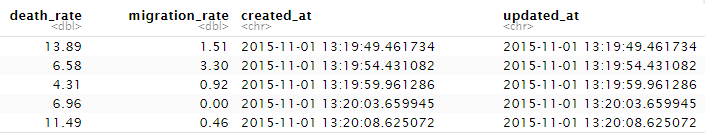 death_rate migration_rate created_at updated_at
<dbl> <dbl> <chr> <chr>
13.89 1.51 2015-11-01 13:19:49.461734 2015-11-01 13:19:49.461734
6.58 3.30 2015-11-01 13:19:54.431082 2015-11-01 13:19:54.431082
4.31 0.92 2015-11-01 13:19:59.961286 2015-11-01 13:19:59.961286
6.96 0.00 2015-11-01 13:20:03.659945 2015-11-01 13:20:03.659945
11.49 0.46 2015-11-01 13:20:08.625072 2015-11-01 13:20:08.625072